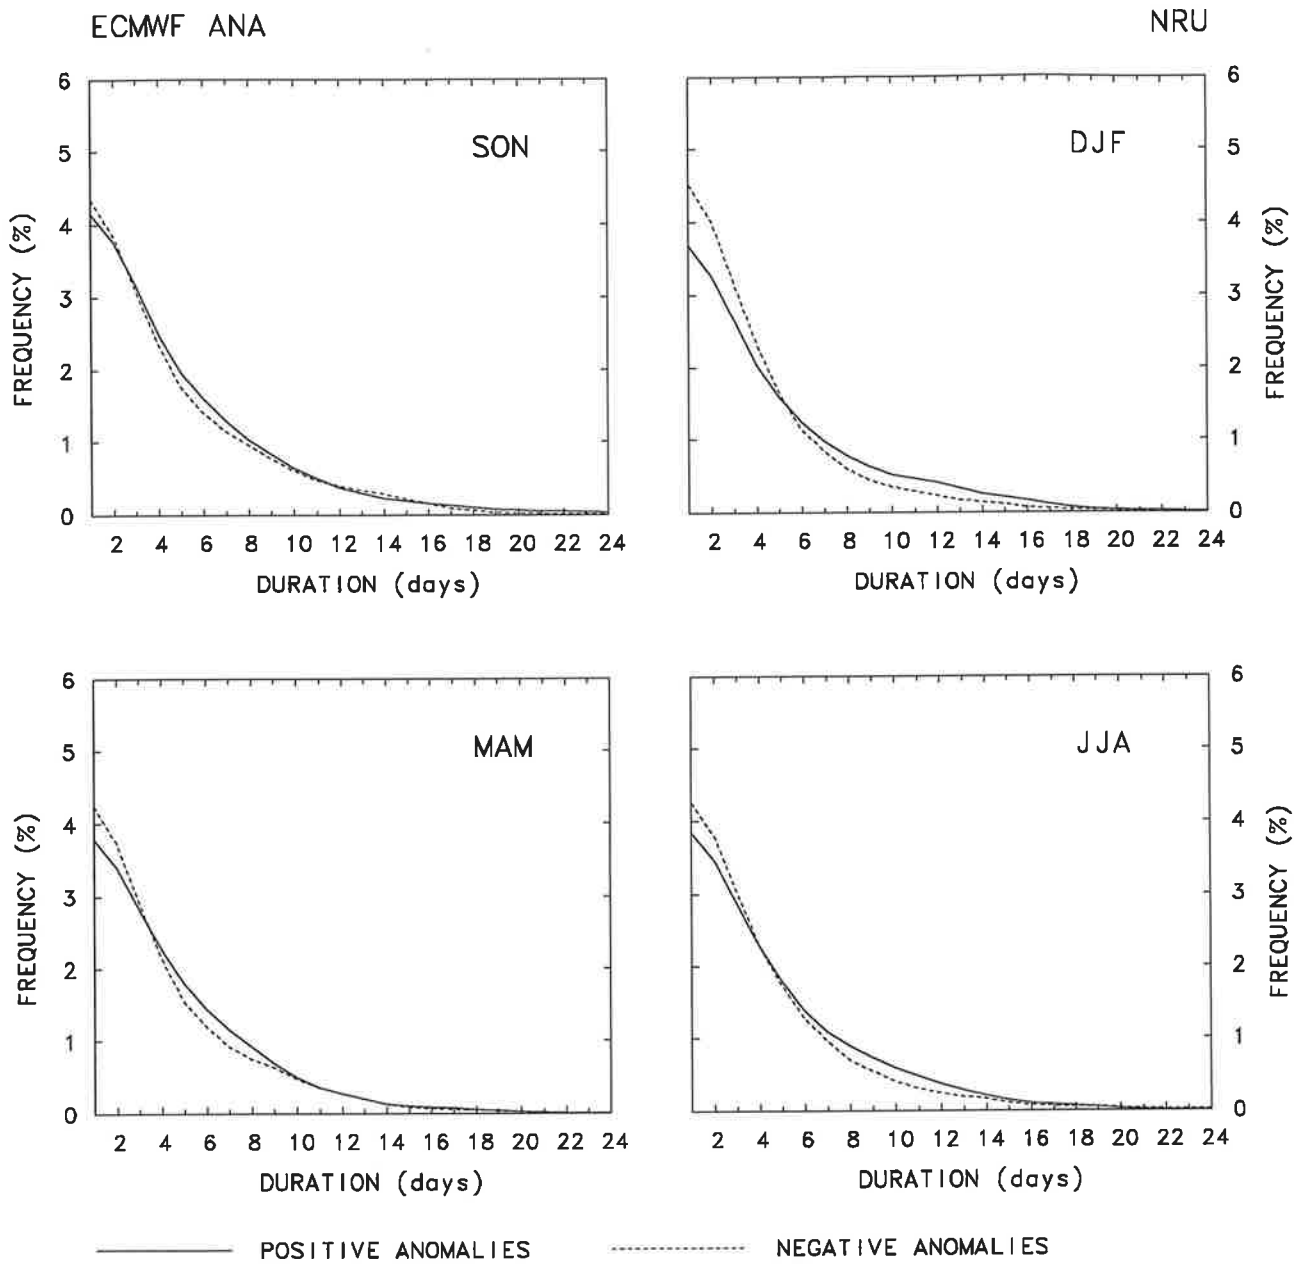 ECMWF ANA NRU
6 6
SON DJF
5 5
4 4
FREQUENCY (%) FREQUENCY (%)
3 3
2 2
1 1
0 0
2 4 6 8 10 12 14 16 18 20 22 24 2 4 6 8 10 12 14 16 18 20 22 24
DURATION (days) DURATION (days)
6 6
MAM JJA
5 5
4 4
FREQUENCY (%) FREQUENCY (%)
3 3
2 2
1 1
0 0
2 4 6 8 10 12 14 16 18 20 22 24 2 4 6 8 10 12 14 16 18 20 22 24
DURATION (days) DURATION (days)
POSITIVE ANOMALIES NEGATIVE ANOMALIES